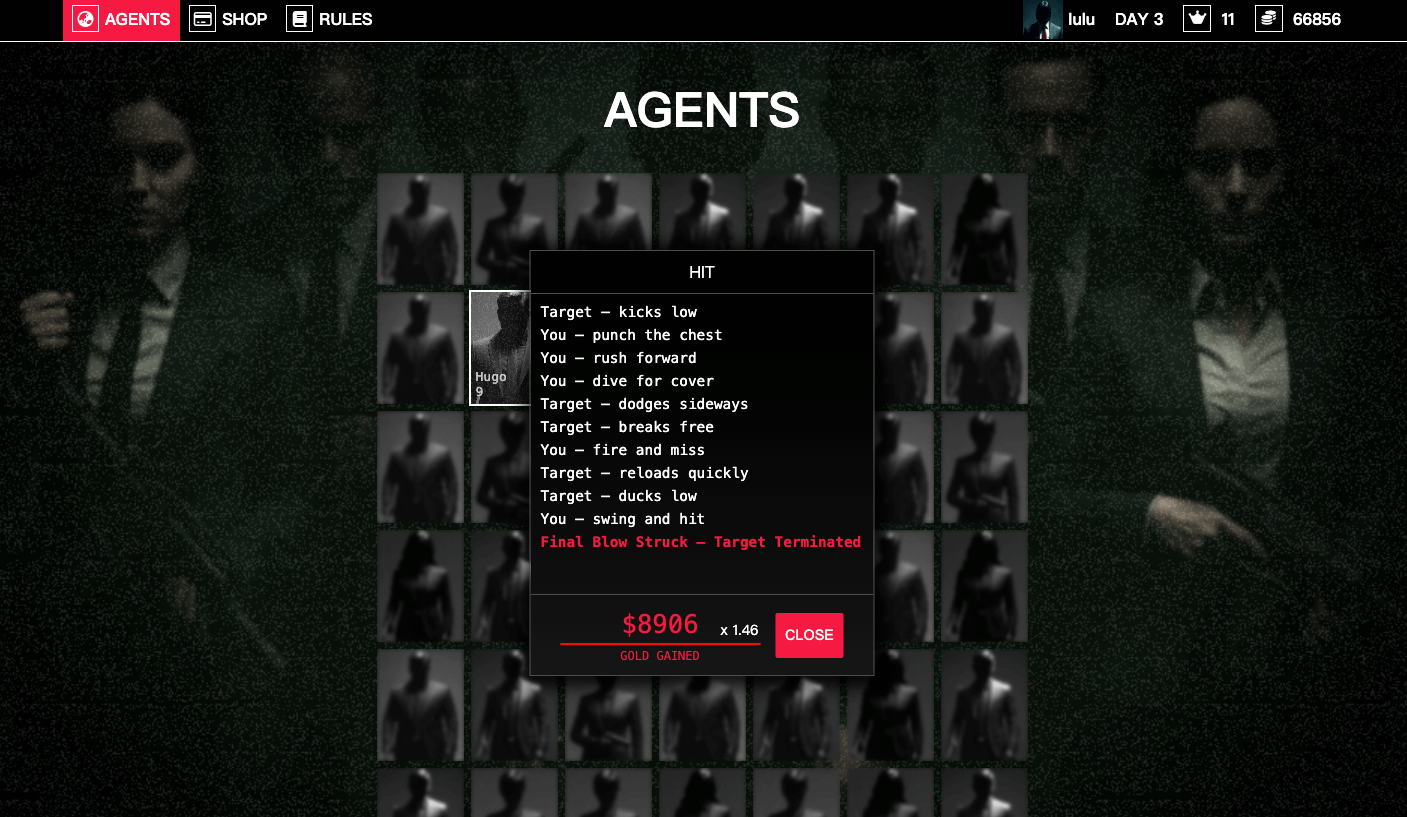 AGENTS
SHOP
RULES
lulu
DAY 3
11
66856
AGENTS
Hugo
9
HIT
Target — kicks low
You — punch the chest
You — rush forward
You — dive for cover
Target — dodges sideways
Target — breaks free
You — fire and miss
Target — reloads quickly
Target — ducks low
You — swing and hit
Final Blow Struck — Target Terminated
$8906
x 1.46
GOLD GAINED
CLOSE